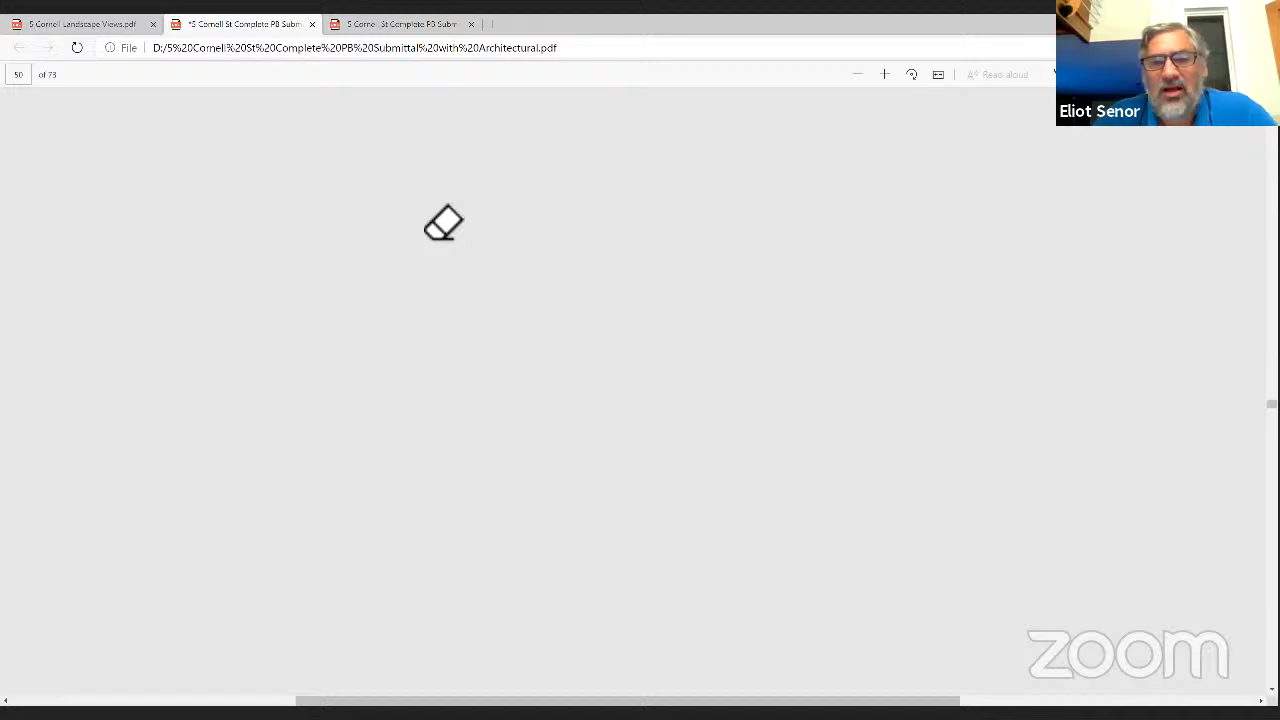 5 Cornell Landscape Views.pdf
*5 Cornell St Complete PB Subm
5 Cornell St Complete PB Subm
File
D:/5%20Cornell%20St%20Complete%20PB%20Submittal%20with%20Architectural.pdf
50 of 73
Read aloud
Eliot Senor
zoom